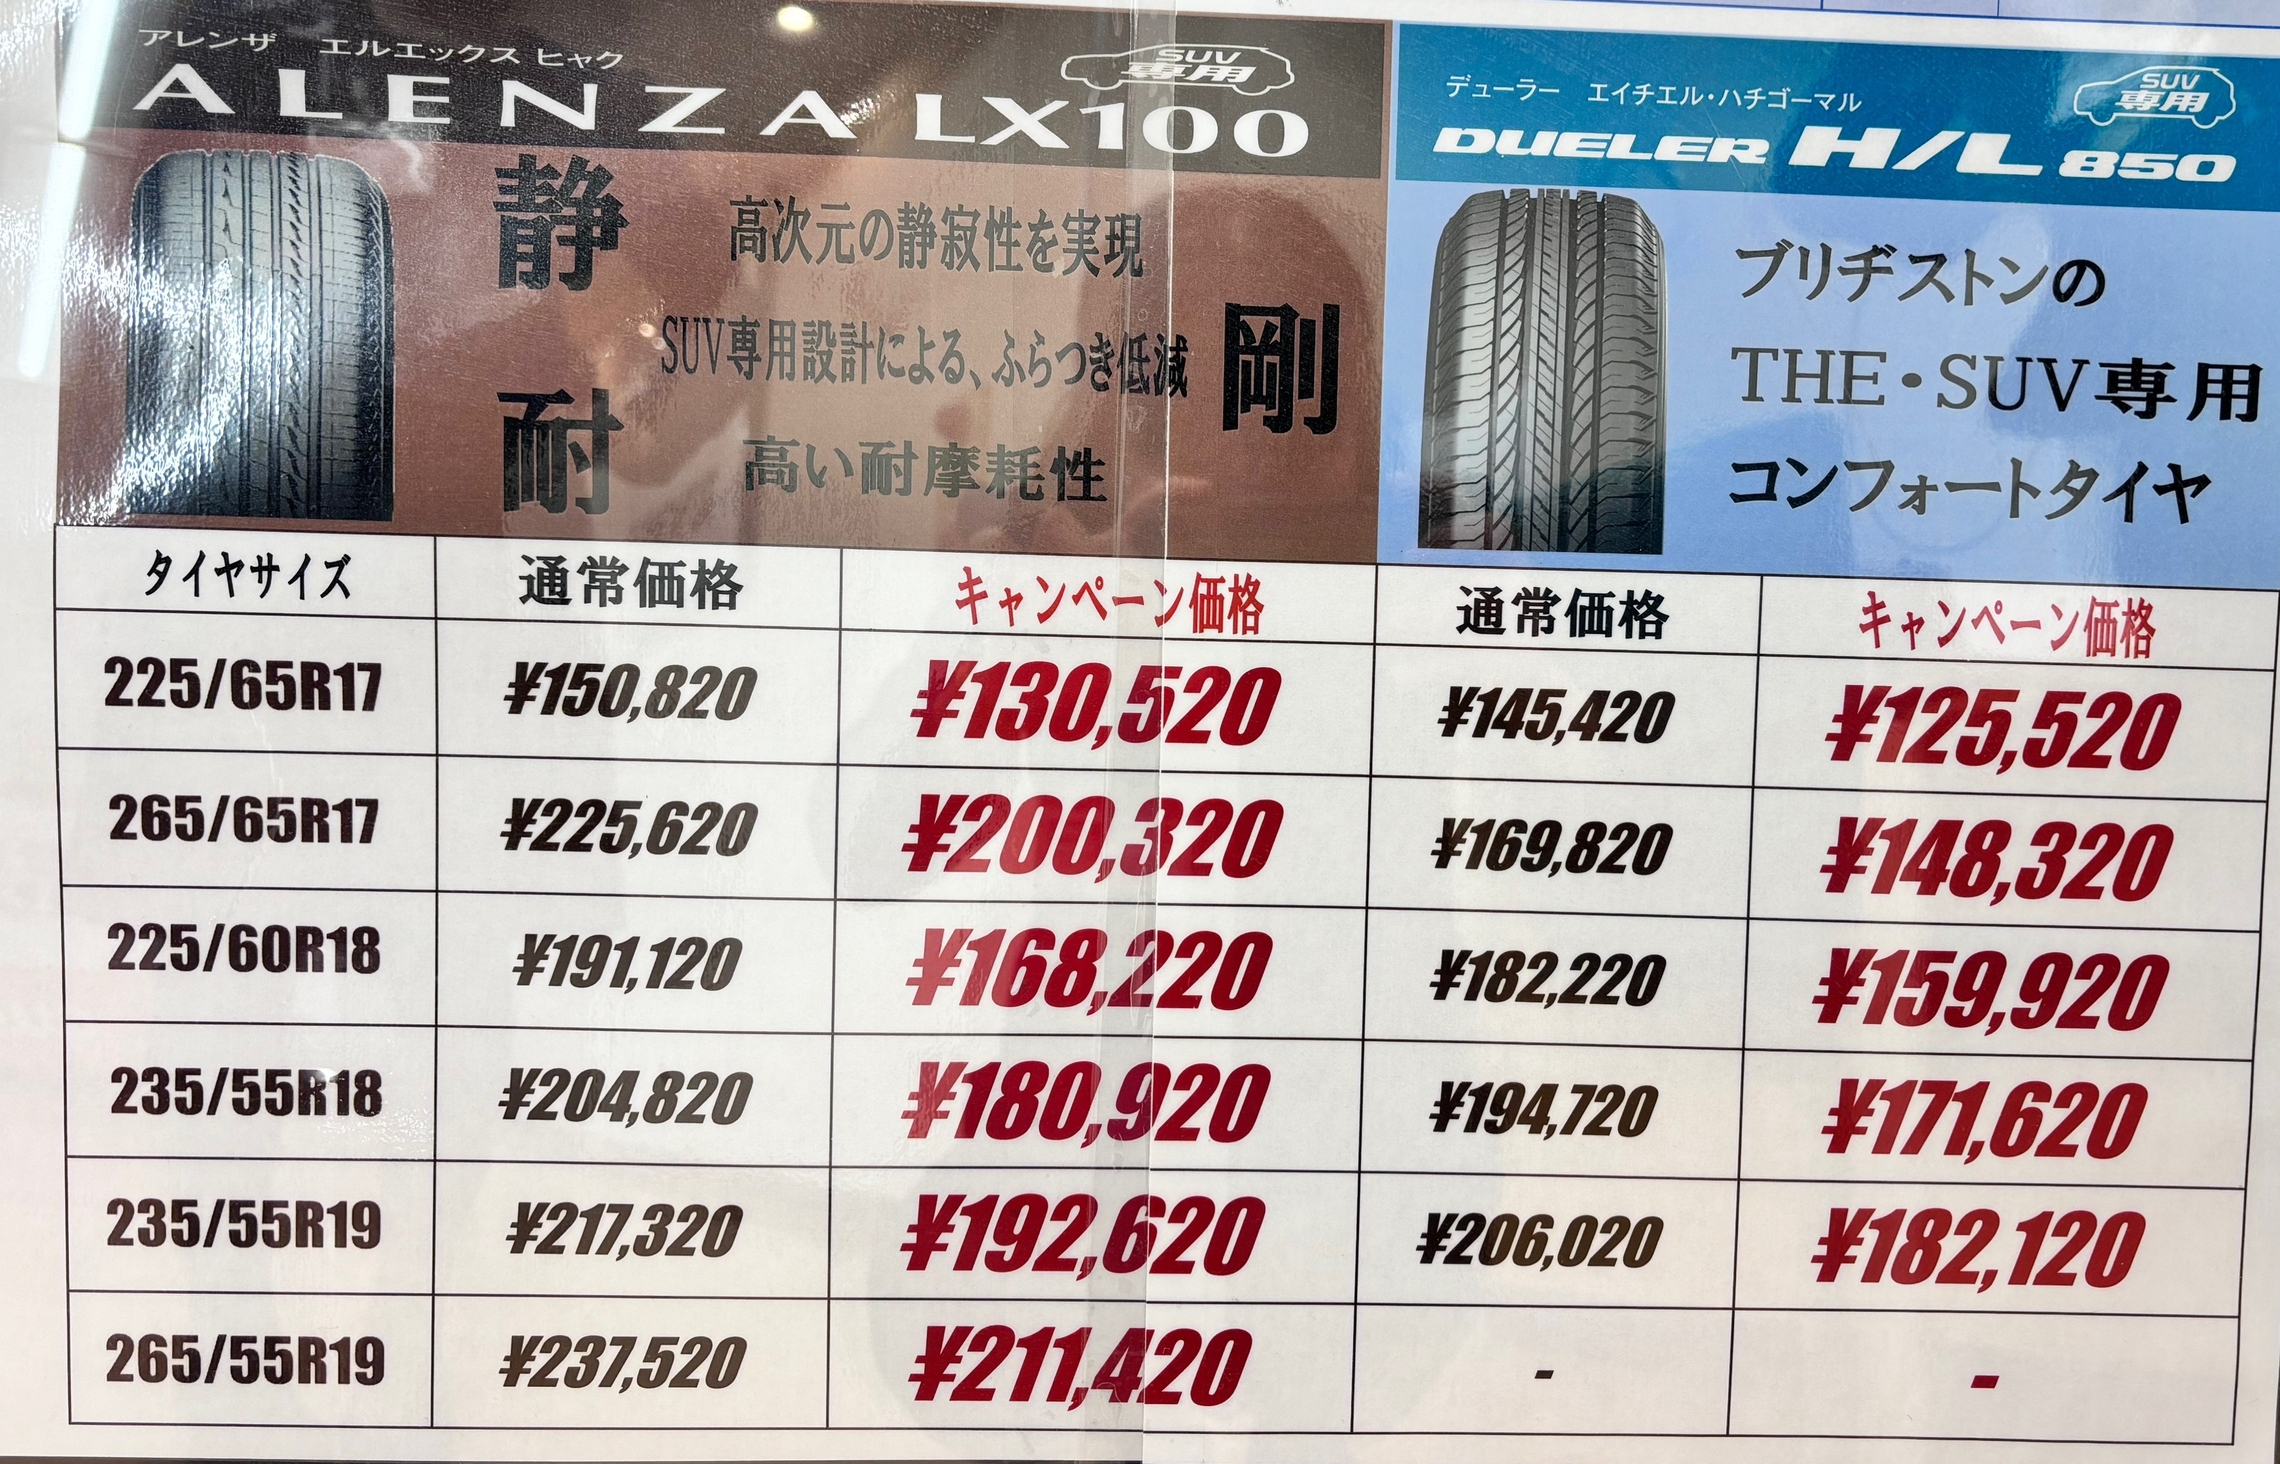 アレンザ エルエックス ヒャク
ALENZA LX100
SUV
専用
静
高次元の静寂性を実現
SUV専用設計による、ふらつき低減
剛
耐
高い耐摩耗性
デューラー エイチエル・ハチゴーマル
DUELER H/L 850
SUV
専用
ブリヂストンの
THE・SUV専用
コンフォートタイヤ
タイヤサイズ 通常価格 キャンペーン価格 通常価格 キャンペーン価格
225/65R17 ¥150,820 ¥130,520 ¥145,420 ¥125,520
265/65R17 ¥225,620 ¥200,320 ¥169,820 ¥148,320
225/60R18 ¥191,120 ¥168,220 ¥182,220 ¥159,920
235/55R18 ¥204,820 ¥180,920 ¥194,720 ¥171,620
235/55R19 ¥217,320 ¥192,620 ¥206,020 ¥182,120
265/55R19 ¥237,520 ¥211,420 - -